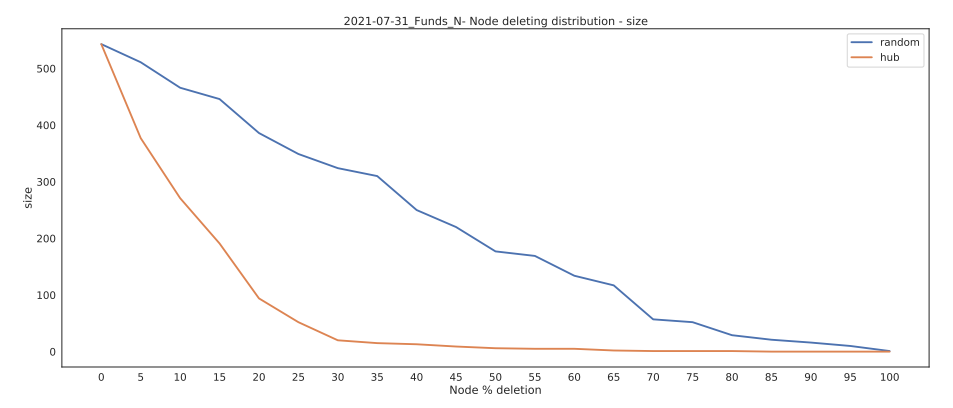 2021-07-31_Funds_N- Node deleting distribution - size
random
hub
size
500
400
300
200
100
0
0 5 10 15 20 25 30 35 40 45 50 55 60 65 70 75 80 85 90 95 100
Node % deletion